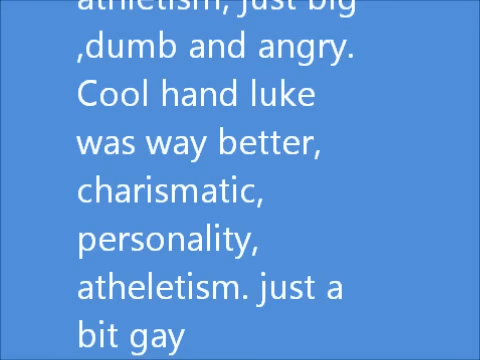 athletism, just big
,dumb and angry.
Cool hand luke
was way better,
charismatic,
personality,
atheletism. just a
bit gay